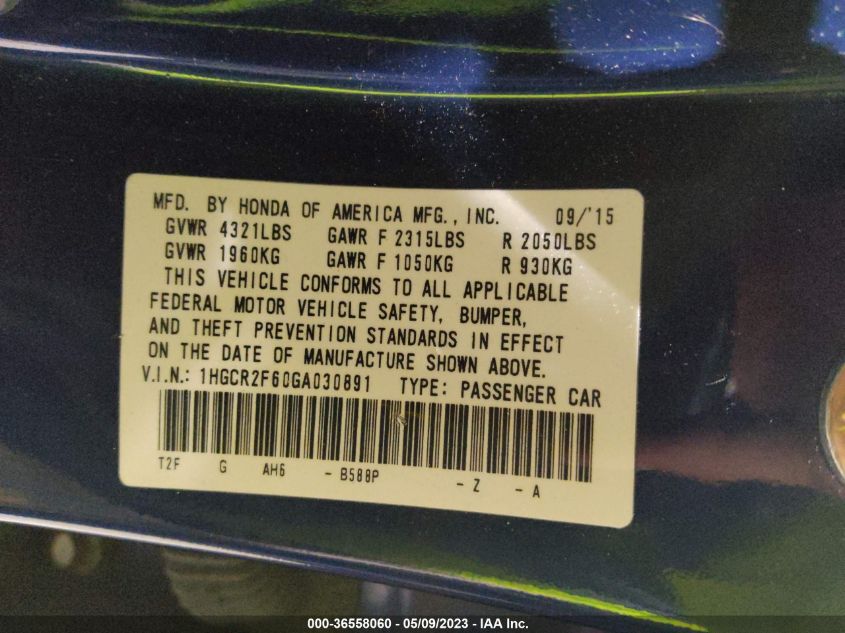 MFD. BY HONDA OF AMERICA MFG., INC. 09/'15
GVWR 4321LBS GAWR F 2315LBS R 2050LBS
GVWR 1960KG GAWR F 1050KG R 930KG
THIS VEHICLE CONFORMS TO ALL APPLICABLE
FEDERAL MOTOR VEHICLE SAFETY, BUMPER,
AND THEFT PREVENTION STANDARDS IN EFFECT
ON THE DATE OF MANUFACTURE SHOWN ABOVE.
V.I.N.: 1HGCR2F60GA030891 TYPE: PASSENGER CAR
T2F G AH6 - B588P - Z - A
000-36558060 - 05/09/2023 - IAA Inc.